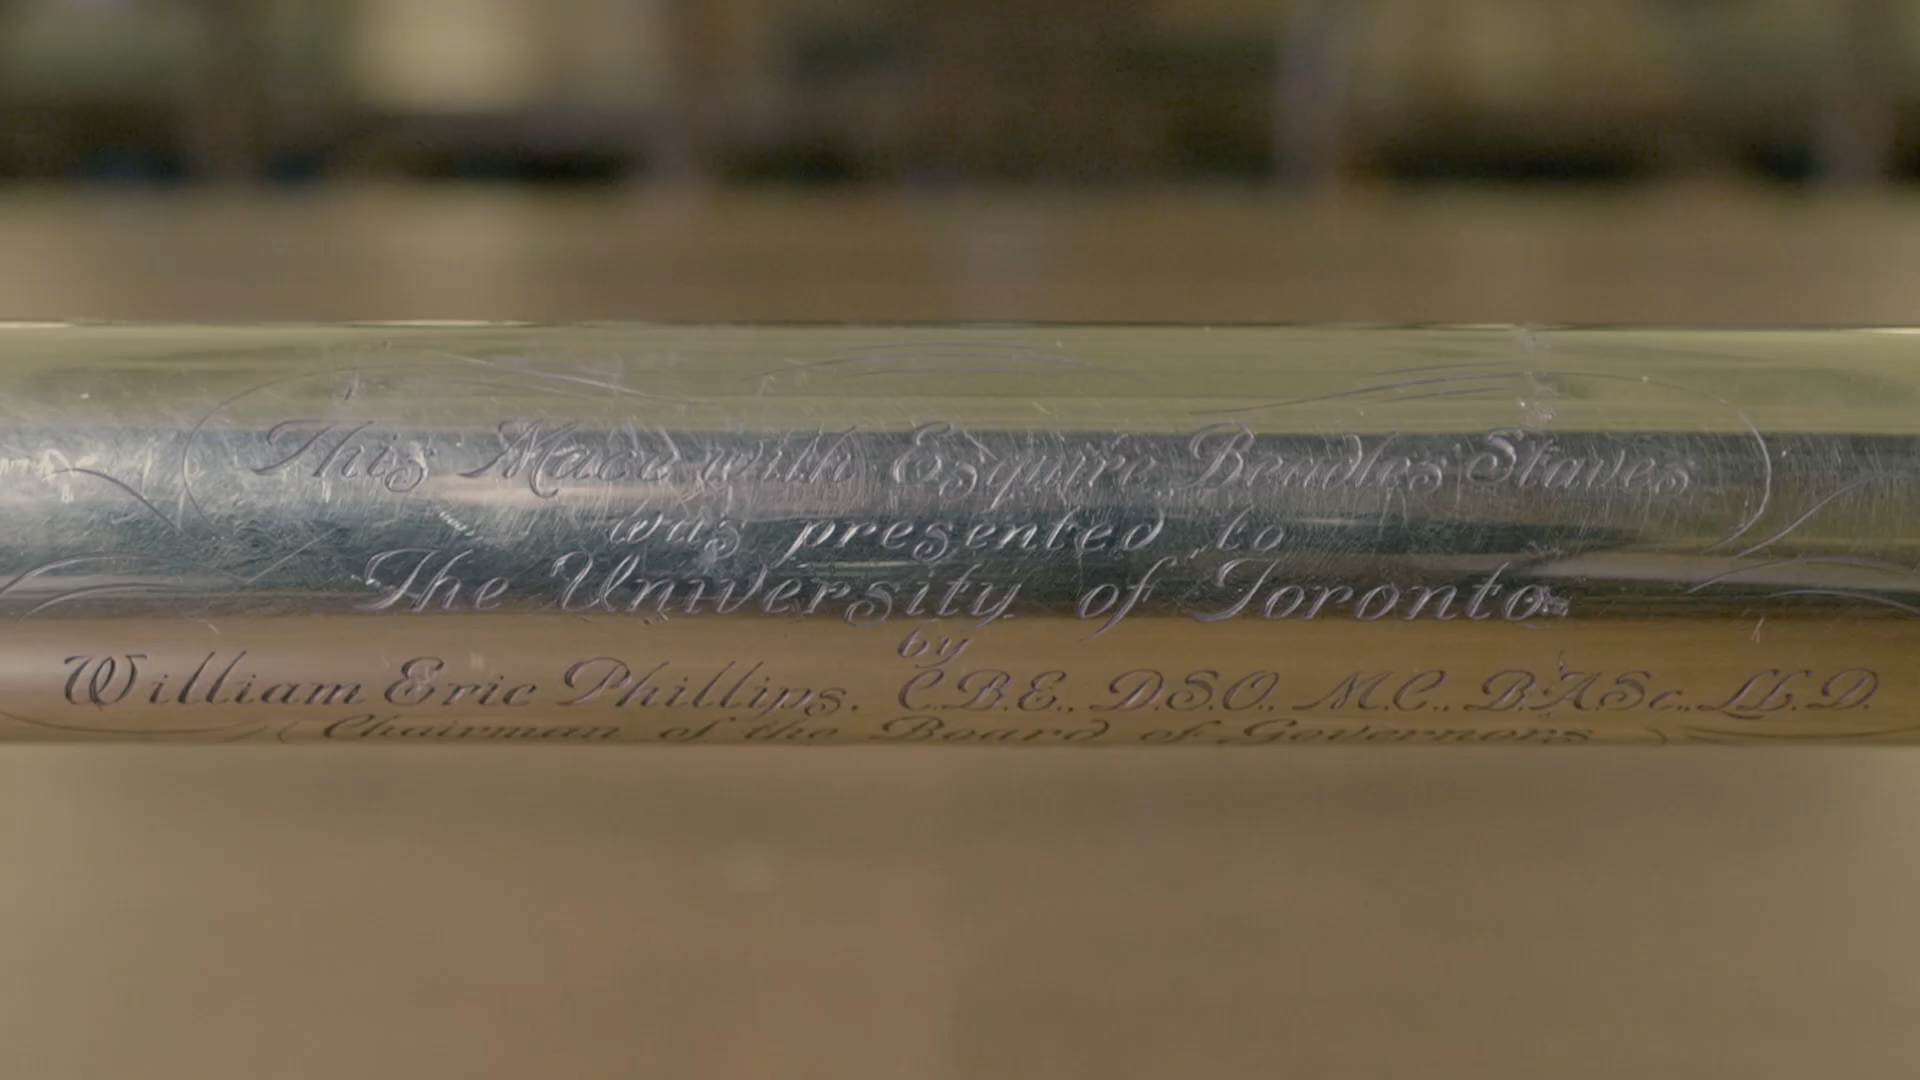 This Mace with Esquire Beadles Staves
was presented to
The University of Toronto
by
William Eric Phillips. C.B.E., D.S.O., M.C., B.A.Sc., LL.D.
Chairman of the Board of Governors